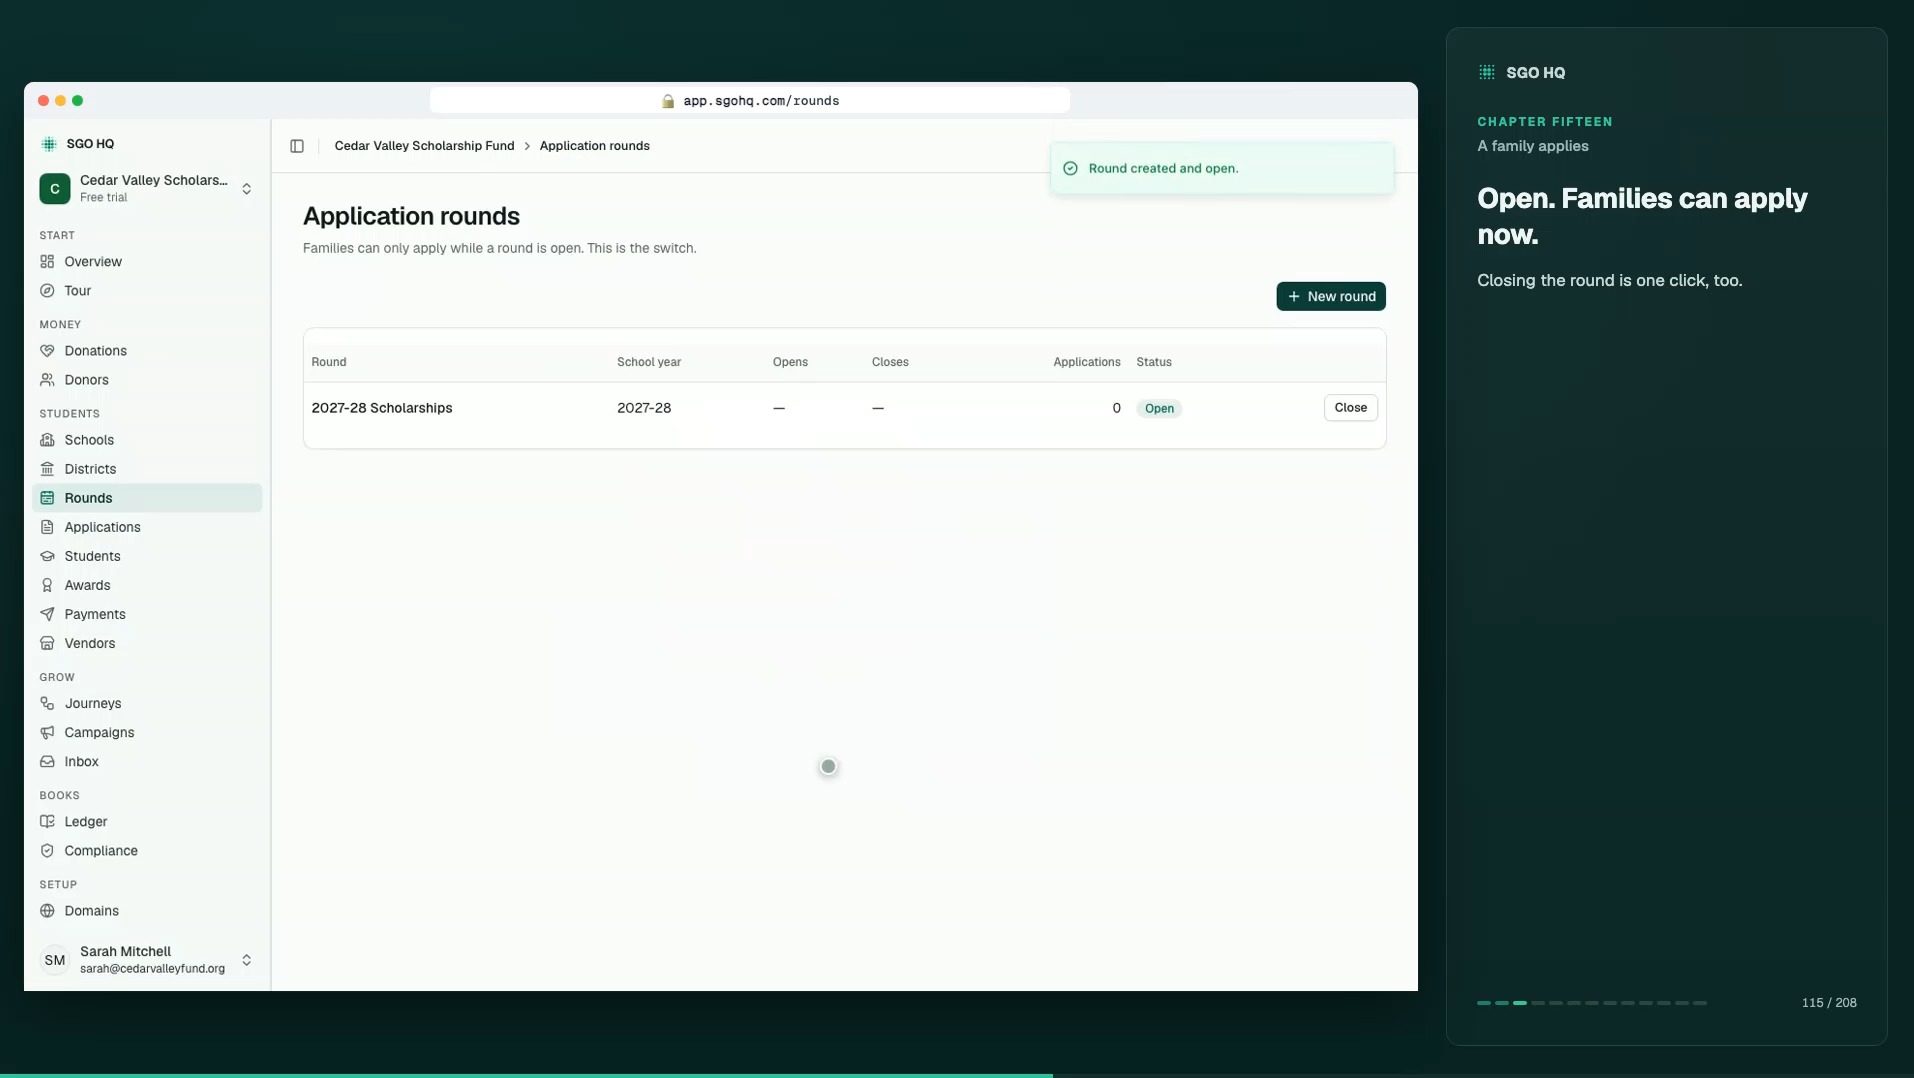 app.sgohq.com/rounds
SGO HQ
C
Cedar Valley Scholars...
Free trial
START
Overview
Tour
MONEY
Donations
Donors
STUDENTS
Schools
Districts
Rounds
Applications
Students
Awards
Payments
Vendors
GROW
Journeys
Campaigns
Inbox
BOOKS
Ledger
Compliance
SETUP
Domains
SM
Sarah Mitchell
sarah@cedarvalleyfund.org
Cedar Valley Scholarship Fund > Application rounds
Round created and open.
Application rounds
Families can only apply while a round is open. This is the switch.
+ New round
Round School year Opens Closes Applications Status
2027-28 Scholarships 2027-28 — — 0 Open Close
SGO HQ
CHAPTER FIFTEEN
A family applies
Open. Families can apply
now.
Closing the round is one click, too.
115 / 208